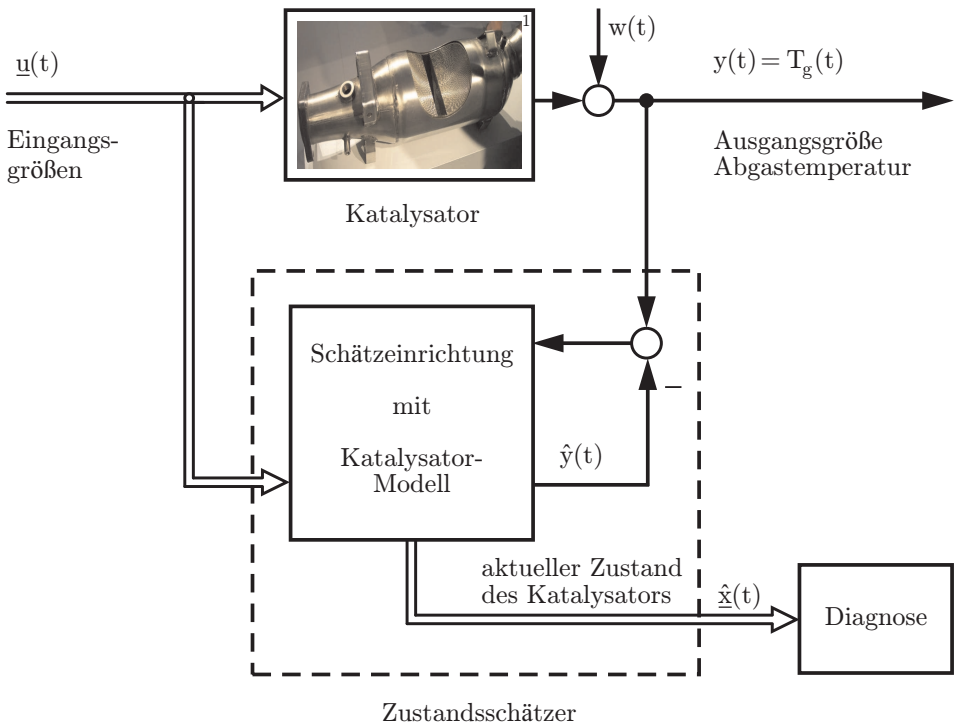 1
w(t)
u(t)
y(t) = T_g(t)
Eingangs-
größen
Ausgangsgröße
Abgastemperatur
Katalysator
Schätzeinrichtung
mit
Katalysator-
Modell
ŷ(t)
–
aktueller Zustand
des Katalysators
x̂(t)
Diagnose
Zustandsschätzer